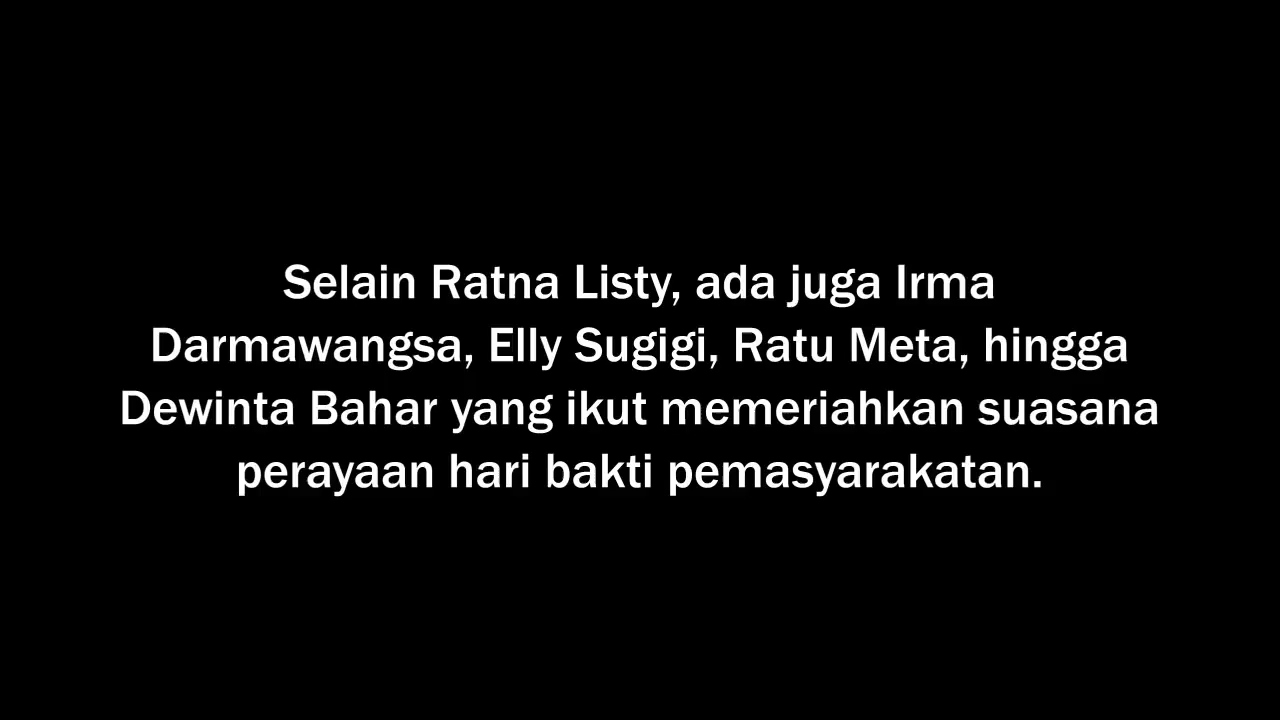 Selain Ratna Listy, ada juga Irma
Darmawangsa, Elly Sugigi, Ratu Meta, hingga
Dewinta Bahar yang ikut memeriahkan suasana
perayaan hari bakti pemasyarakatan.